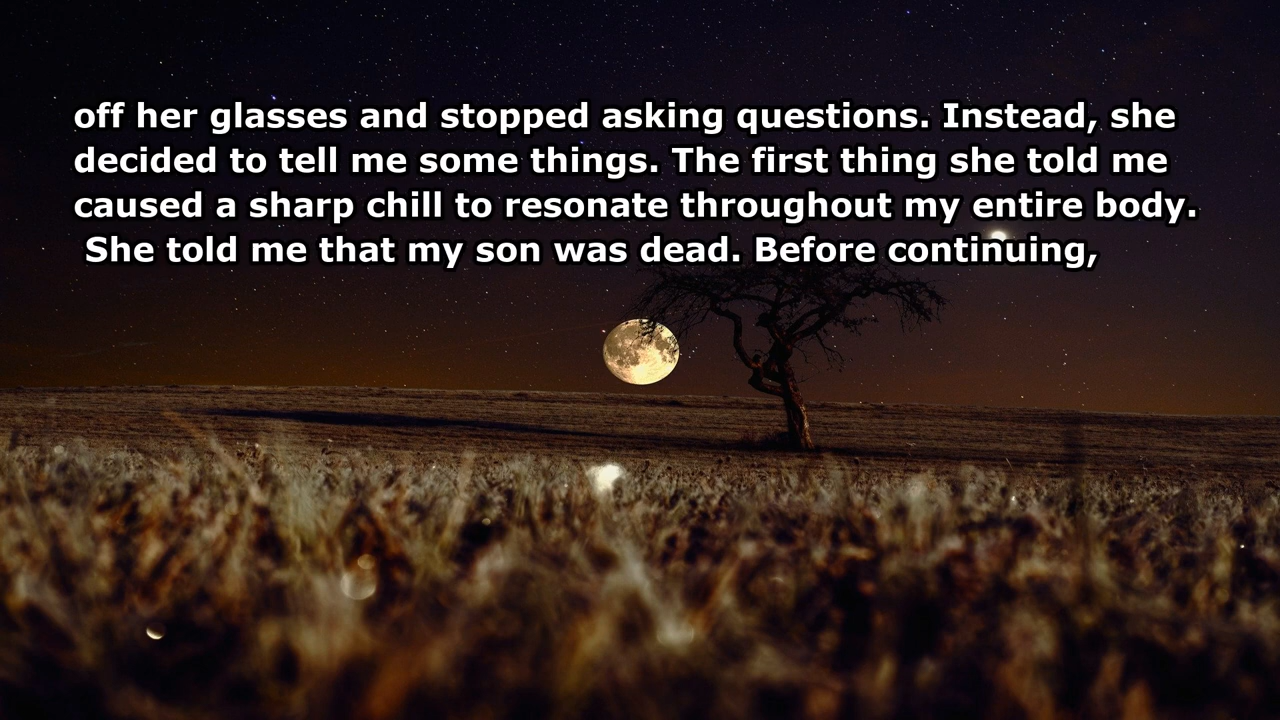 off her glasses and stopped asking questions. Instead, she
decided to tell me some things. The first thing she told me
caused a sharp chill to resonate throughout my entire body.
She told me that my son was dead. Before continuing,